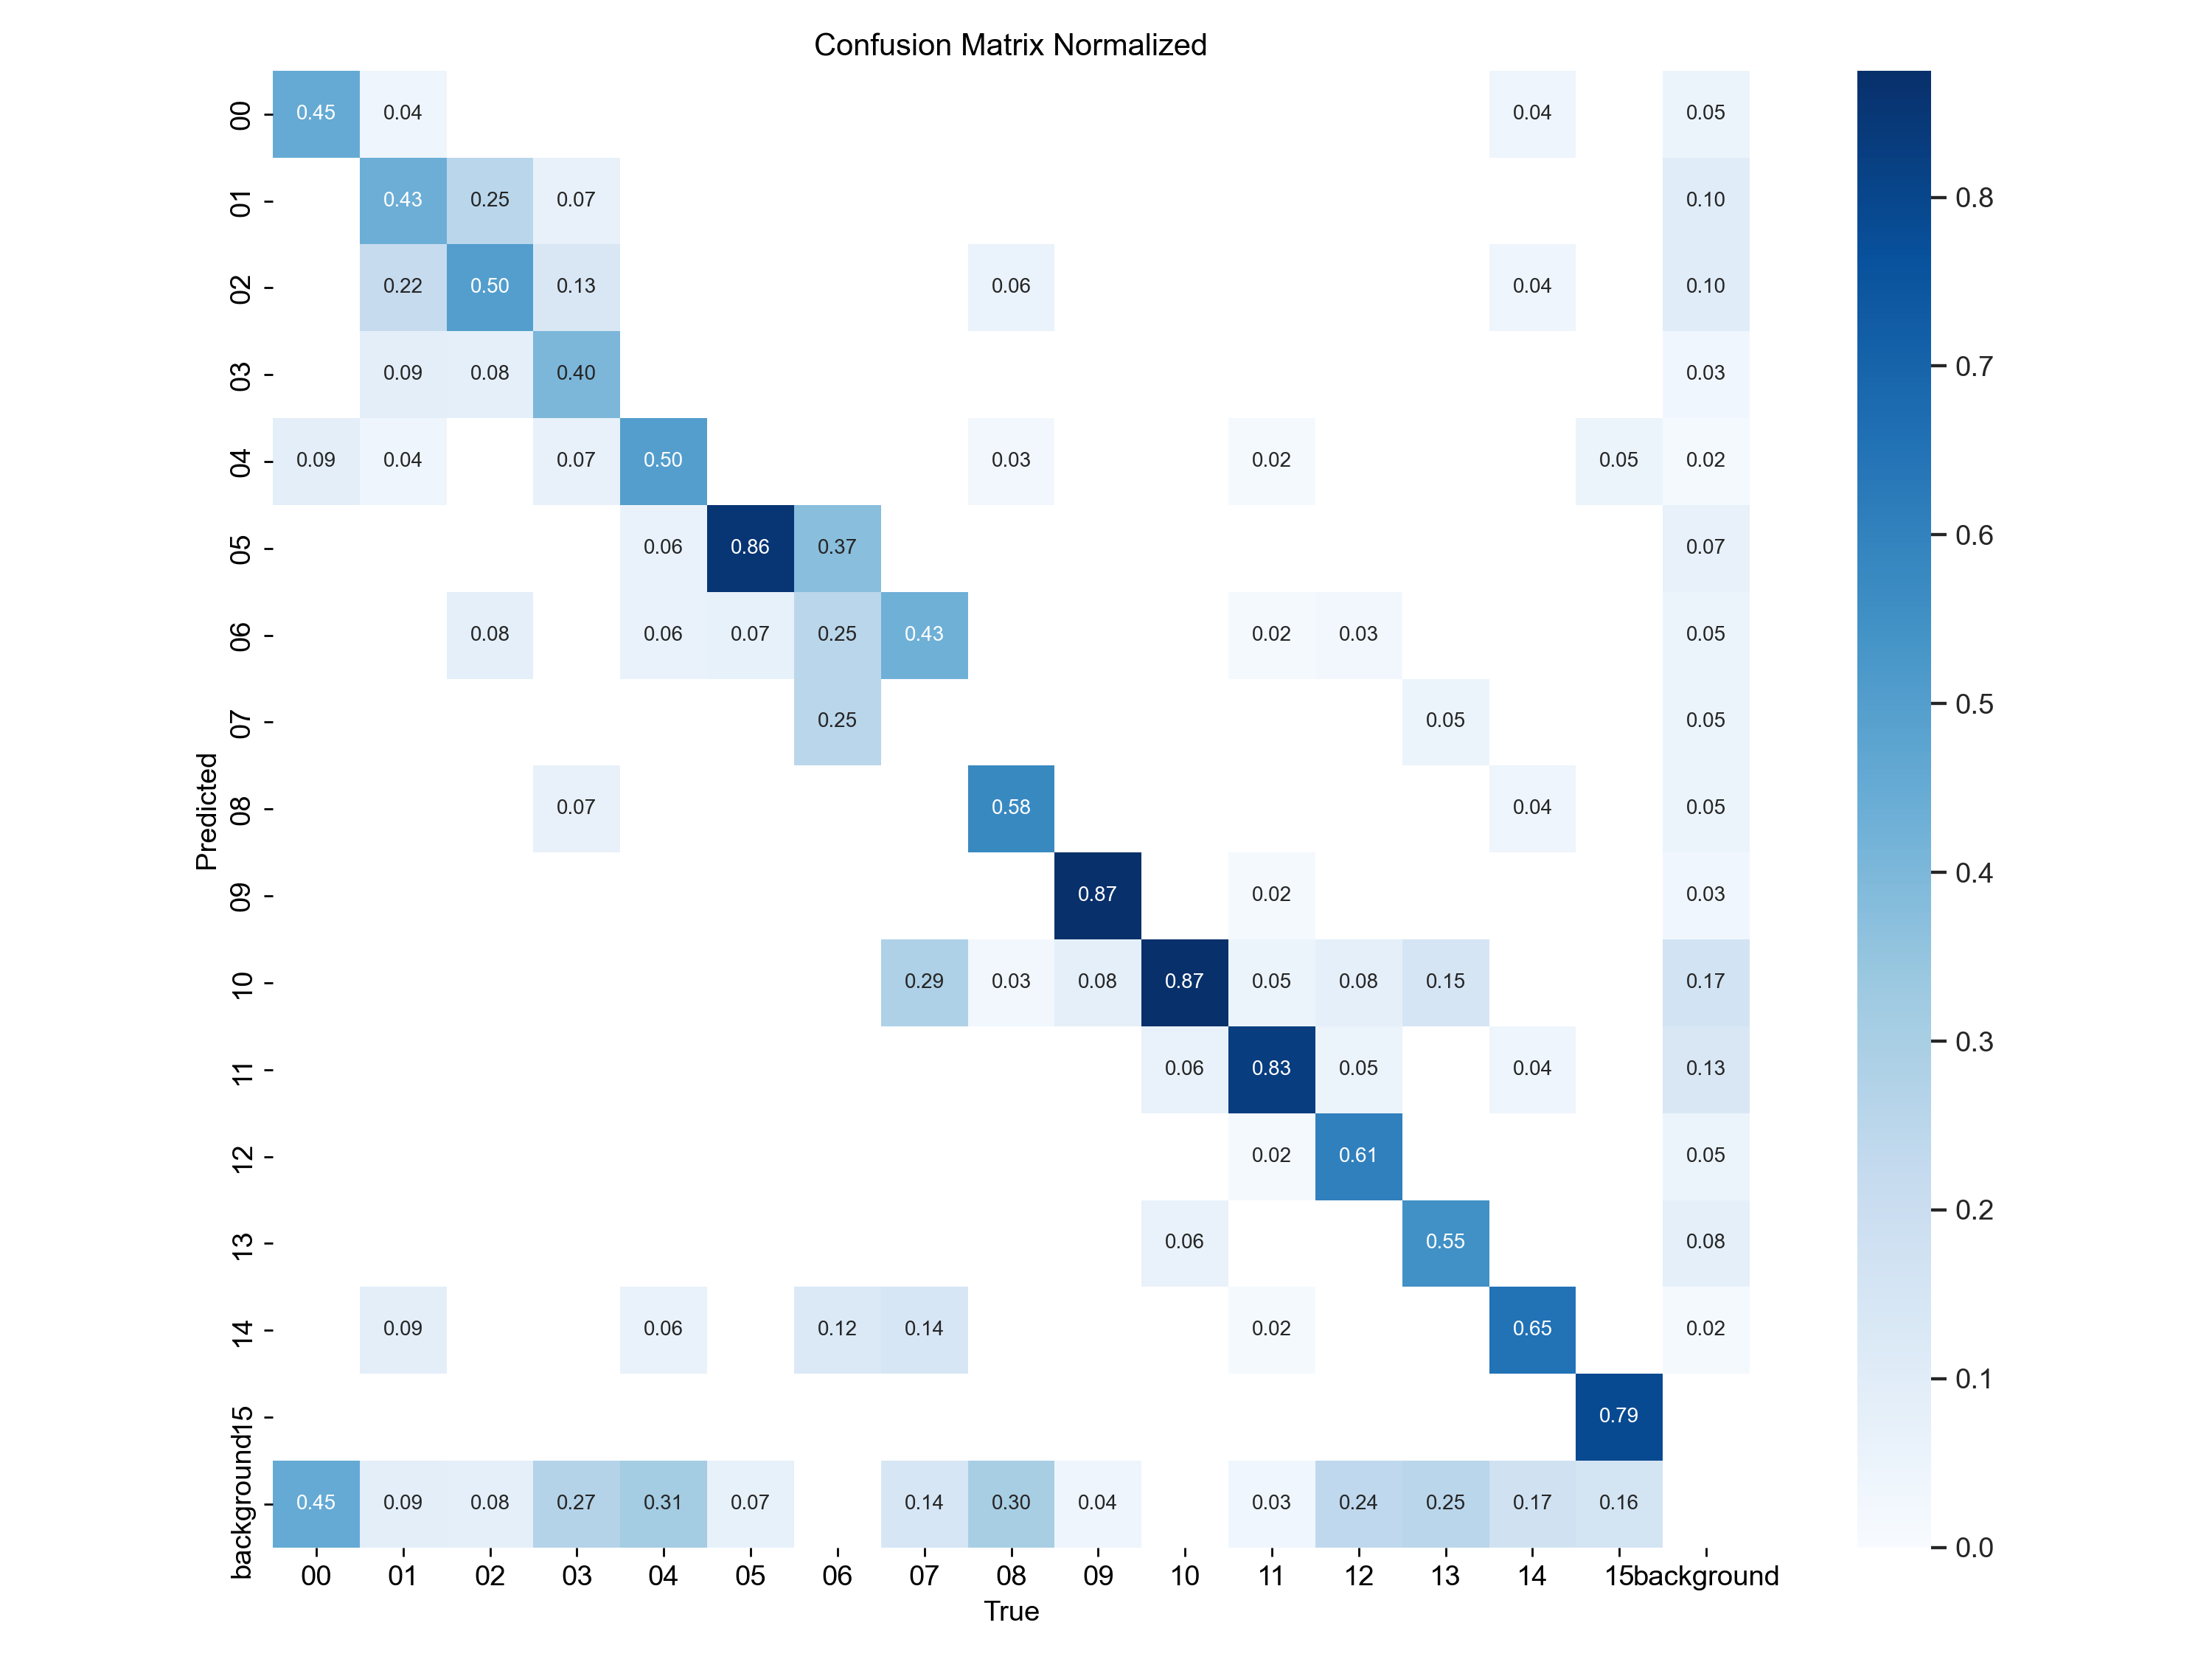 Confusion Matrix Normalized
00 0.45 0.04 0.04 0.05
01 0.43 0.25 0.07 0.10
02 0.22 0.50 0.13 0.06 0.04 0.10
03 0.09 0.08 0.40 0.03
04 0.09 0.04 0.07 0.50 0.03 0.02 0.05 0.02
05 0.06 0.86 0.37 0.07
06 0.08 0.06 0.07 0.25 0.43 0.02 0.03 0.05
07 0.25 0.05 0.05
Predicted
08 0.07 0.58 0.04 0.05
09 0.87 0.02 0.03
10 0.29 0.03 0.08 0.87 0.05 0.08 0.15 0.17
11 0.06 0.83 0.05 0.04 0.13
12 0.02 0.61 0.05
13 0.06 0.55 0.08
14 0.09 0.06 0.12 0.14 0.02 0.65 0.02
15 0.79
background 0.45 0.09 0.08 0.27 0.31 0.07 0.14 0.30 0.04 0.03 0.24 0.25 0.17 0.16
00 01 02 03 04 05 06 07 08 09 10 11 12 13 14 15 background
True
0.8
0.7
0.6
0.5
0.4
0.3
0.2
0.1
0.0